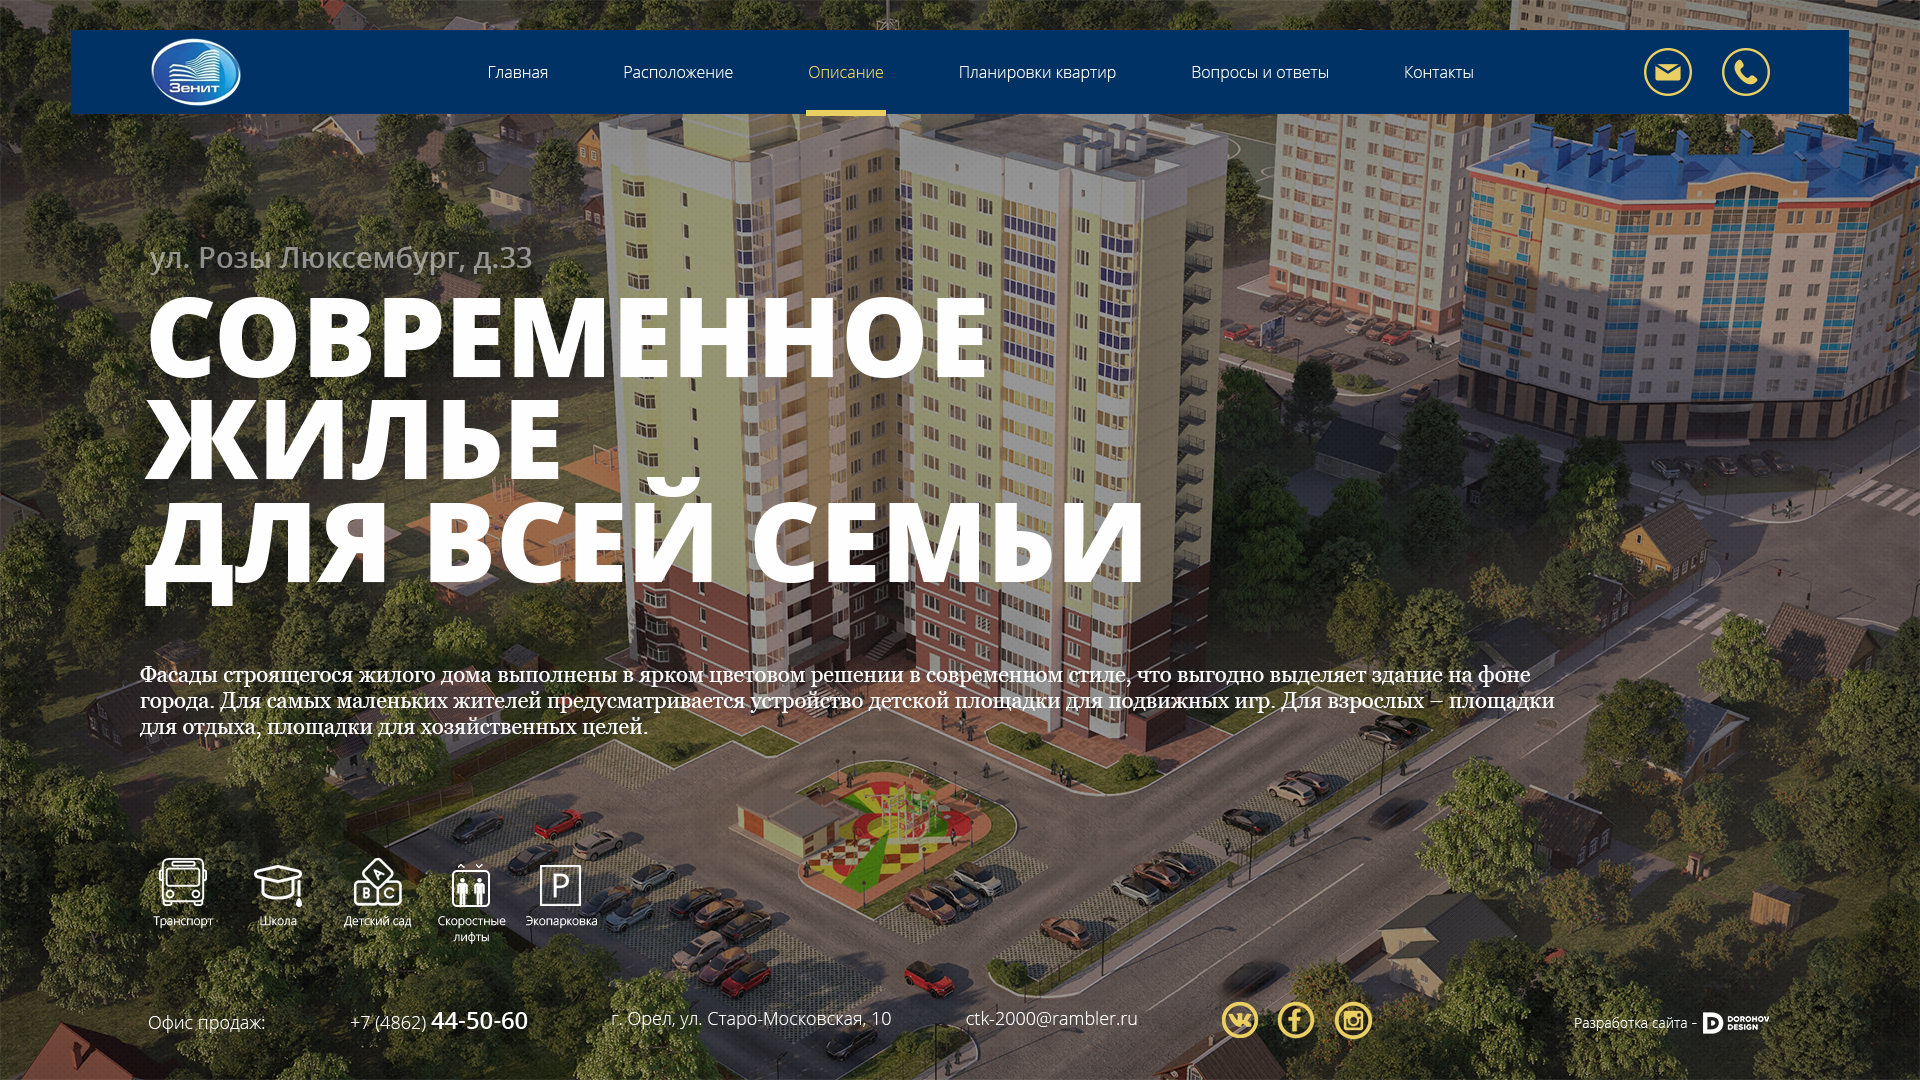 Зенит
Главная
Расположение
Описание
Планировки квартир
Вопросы и ответы
Контакты
ул. Розы Люксембург, д.33
СОВРЕМЕННОЕ
ЖИЛЬЕ
ДЛЯ ВСЕЙ СЕМЬИ
Фасады строящегося жилого дома выполнены в ярком цветовом решении в современном стиле, что выгодно выделяет здание на фоне
города. Для самых маленьких жителей предусматривается устройство детской площадки для подвижных игр. Для взрослых – площадки
для отдыха, площадки для хозяйственных целей.
A
B C
P
Транспорт
Школа
Детский сад
Скоростные
лифты
Экопарковка
Офис продаж:
+7 (4862) 44-50-60
г. Орел, ул. Старо-Московская, 10
ctk-2000@rambler.ru
Разработка сайта -
DOROHOV
DESIGN